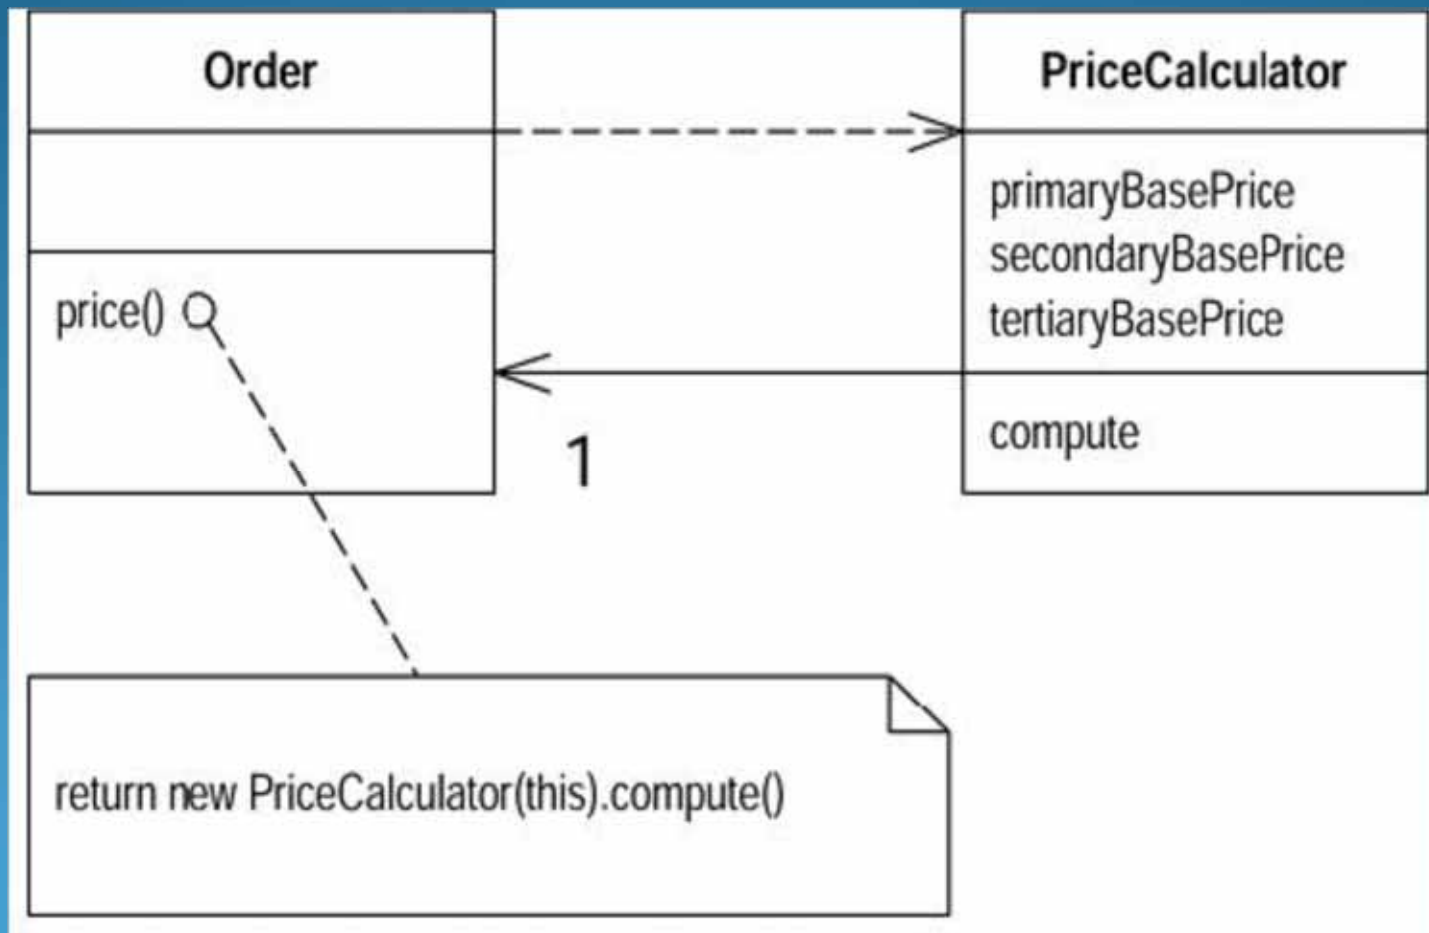 Order
price()
PriceCalculator
primaryBasePrice
secondaryBasePrice
tertiaryBasePrice
compute
1
return new PriceCalculator(this).compute()